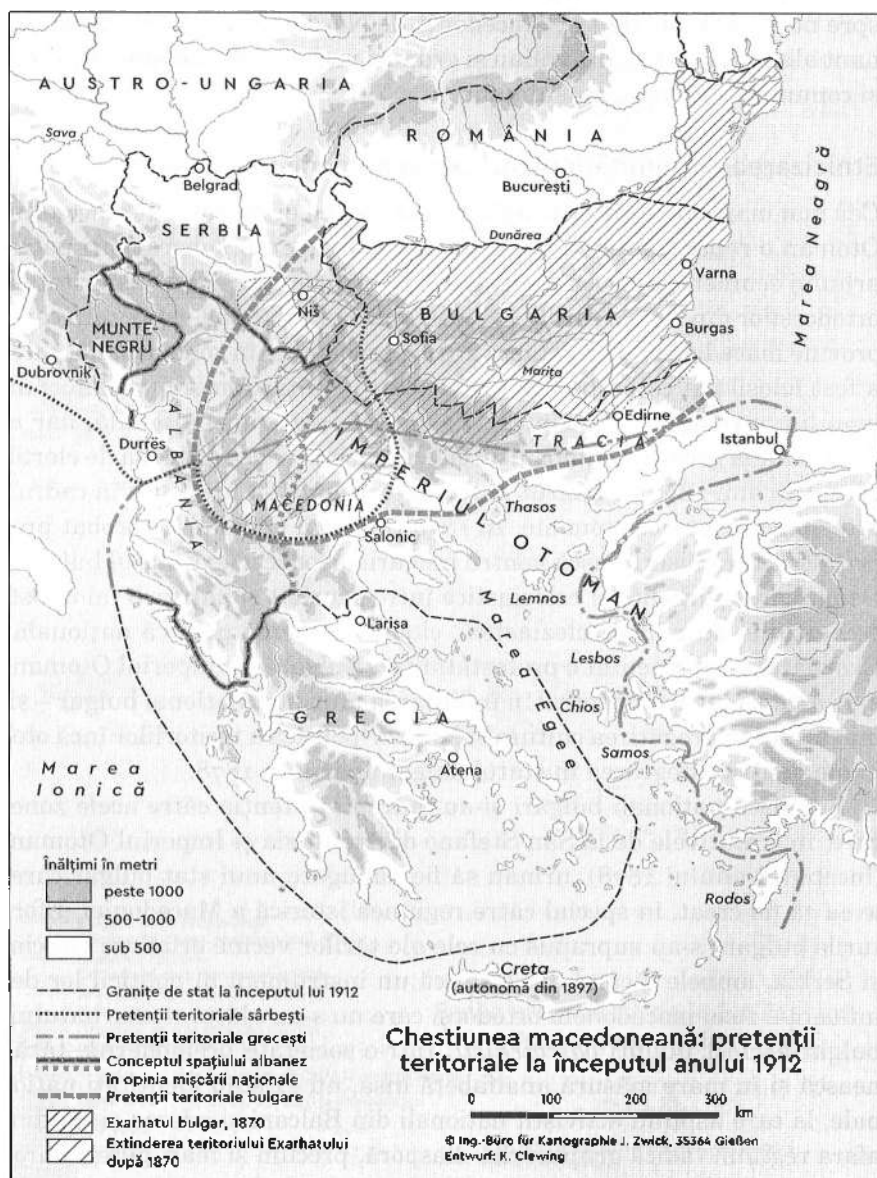 AUSTRO-UNGARIA
Sava
ROMÂNIA
Belgrad
București
SERBIA
Dunărea
Marea Neagră
Varna
Niš
BULGARIA
MUNTE-
NEGRU
Sofia
Burgas
Dubrovnik
Marița
Edirne
ALBANIA
TRACIA
Istanbul
Durrës
IMPERIUL OTOMAN
MACEDONIA
Thasos
Salonic
Lemnos
Larisa
Marea Egee
Lesbos
GRECIA
Chios
Samos
Marea
Ionică
Atena
Rodos
Creta
(autonomă din 1897)
Înălțimi în metri
peste 1000
500-1000
sub 500
Granițe de stat la începutul lui 1912
Pretenții teritoriale sârbești
Pretenții teritoriale grecești
Conceptul spațiului albanez
în opinia mișcării naționale
Pretenții teritoriale bulgare
Exarhatul bulgar, 1870
Extinderea teritoriului Exarhatului
după 1870
Chestiunea macedoneană: pretenții
teritoriale la începutul anului 1912
0 100 200 300
km
© Ing.-Büro für Kartographie J. Zwick, 35364 Gießen
Entwurf: K. Clewing